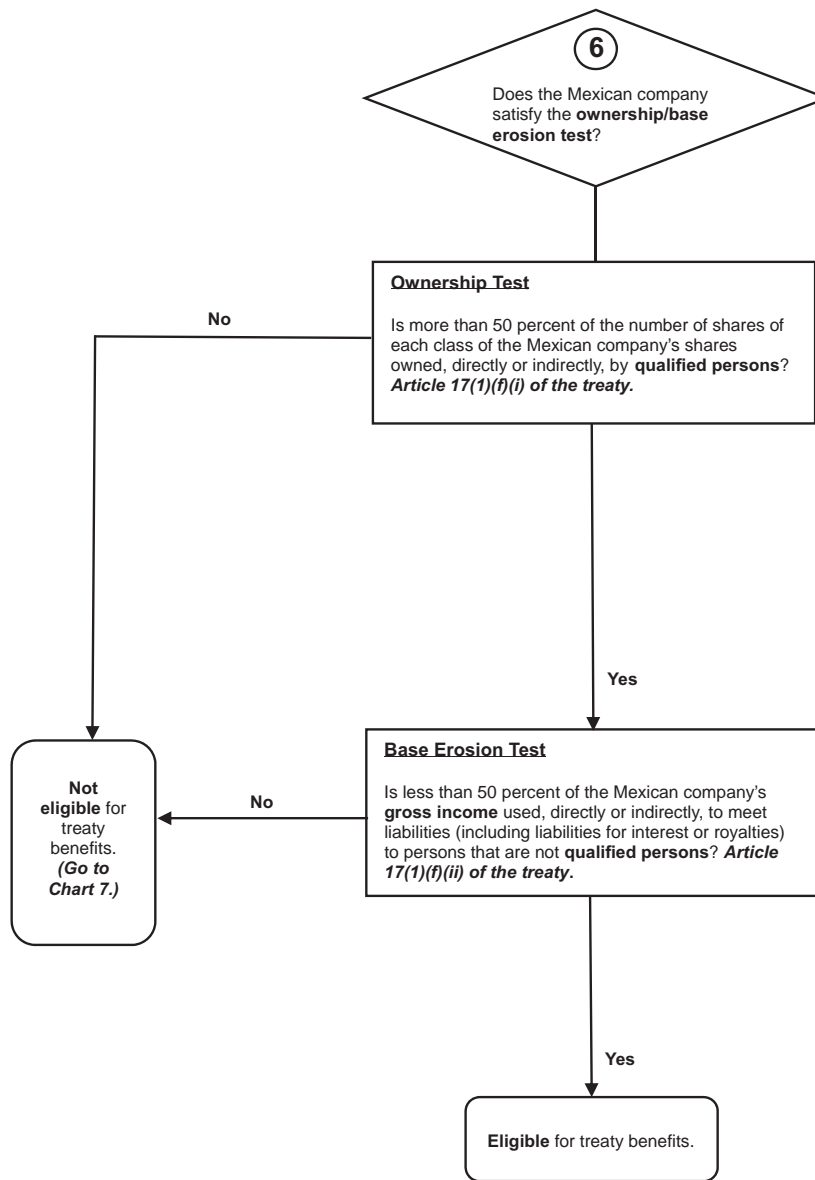 6
Does the Mexican company
satisfy the ownership/base
erosion test?
Ownership Test
Is more than 50 percent of the number of shares of
each class of the Mexican company's shares
owned, directly or indirectly, by qualified persons?
Article 17(1)(f)(i) of the treaty.
No
Yes
Base Erosion Test
Is less than 50 percent of the Mexican company's
gross income used, directly or indirectly, to meet
liabilities (including liabilities for interest or royalties)
to persons that are not qualified persons? Article
17(1)(f)(ii) of the treaty.
No
Not
eligible for
treaty
benefits.
(Go to
Chart 7.)
Yes
Eligible for treaty benefits.